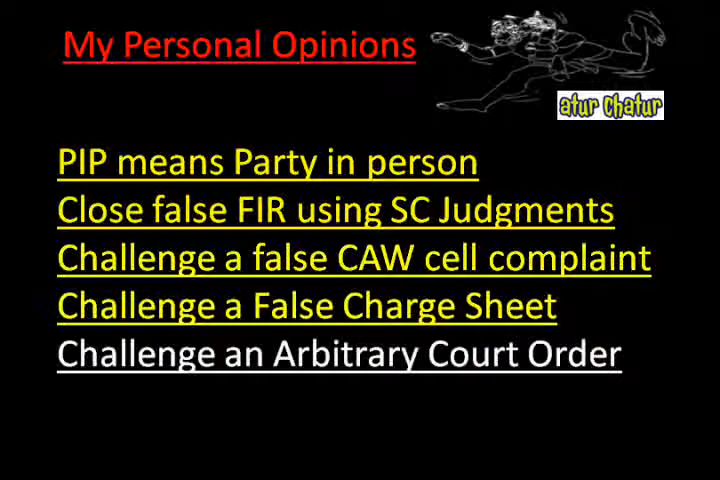 My Personal Opinions
atur chatur
PIP means Party in person
Close false FIR using SC Judgments
Challenge a false CAW cell complaint
Challenge a False Charge Sheet
Challenge an Arbitrary Court Order